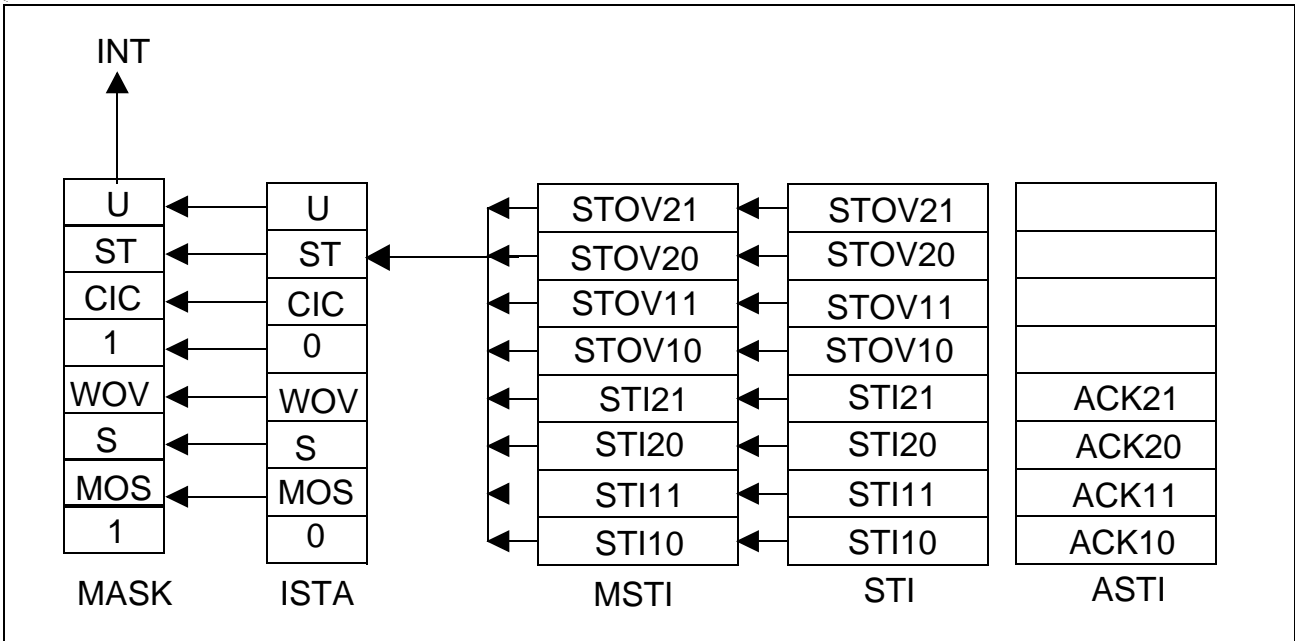 INT
U U STOV21 STOV21
ST ST STOV20 STOV20
CIC CIC STOV11 STOV11
1 0 STOV10 STOV10
WOV WOV STI21 STI21 ACK21
S S STI20 STI20 ACK20
MOS MOS STI11 STI11 ACK11
1 0 STI10 STI10 ACK10
MASK ISTA MSTI STI ASTI